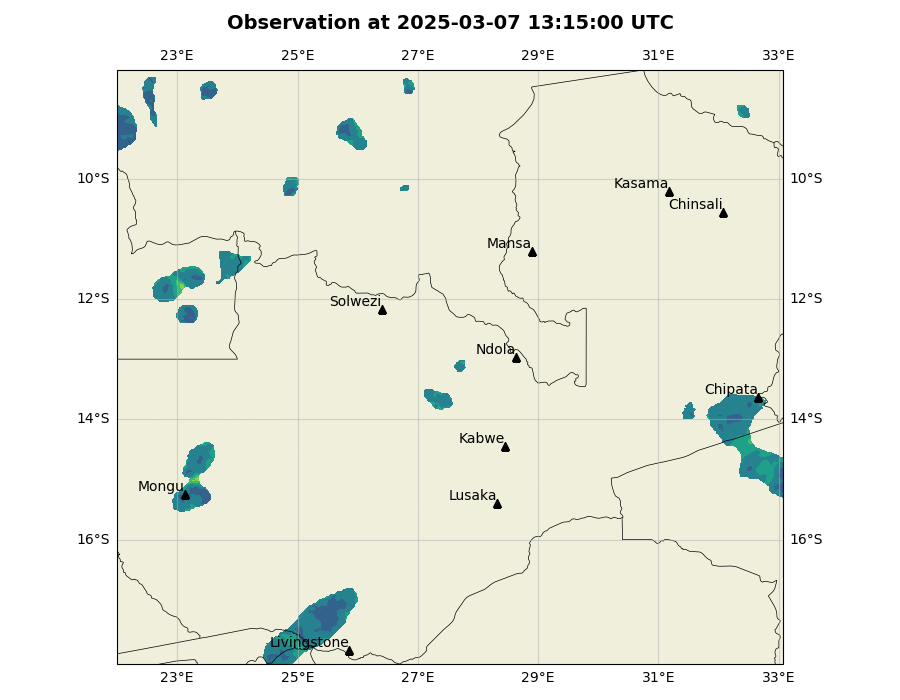 Observation at 2025-03-07 13:15:00 UTC
23°E 25°E 27°E 29°E 31°E 33°E
10°S 10°S
Kasama
Chinsali
Mansa
12°S 12°S
Solwezi
Ndola
Chipata
14°S 14°S
Kabwe
Mongu
Lusaka
16°S 16°S
Livingstone
23°E 25°E 27°E 29°E 31°E 33°E